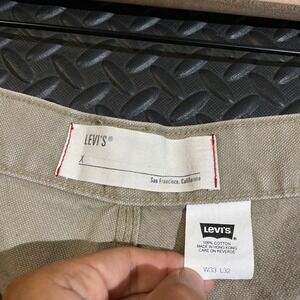 LEVI'S®
X
San Francisco, California
Levi's
100% COTTON
MADE IN HONG KONG
CARE ON REVERSE
W33 L32